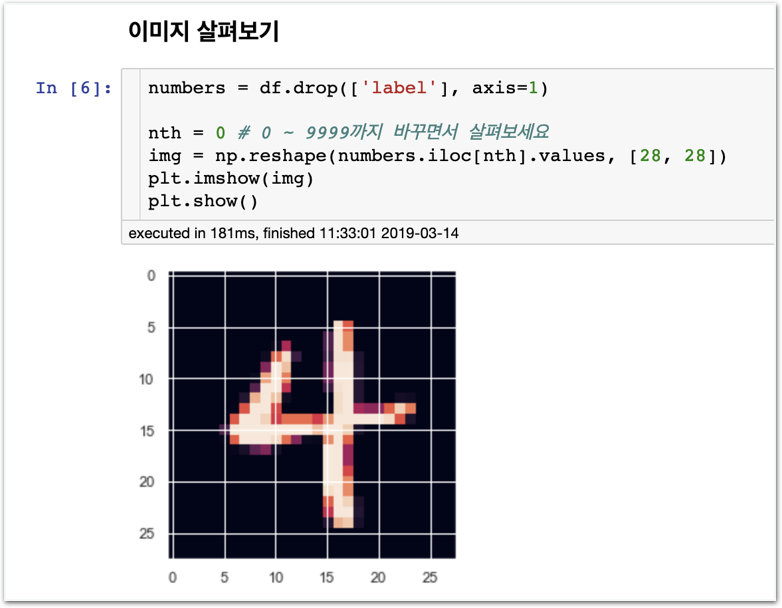 이미지 살펴보기
In [6]: numbers = df.drop(['label'], axis=1)
nth = 0 # 0 ~ 9999까지 바꾸면서 살펴보세요
img = np.reshape(numbers.iloc[nth].values, [28, 28])
plt.imshow(img)
plt.show()
executed in 181ms, finished 11:33:01 2019-03-14
0
5
10
15
20
25
4
0 5 10 15 20 25